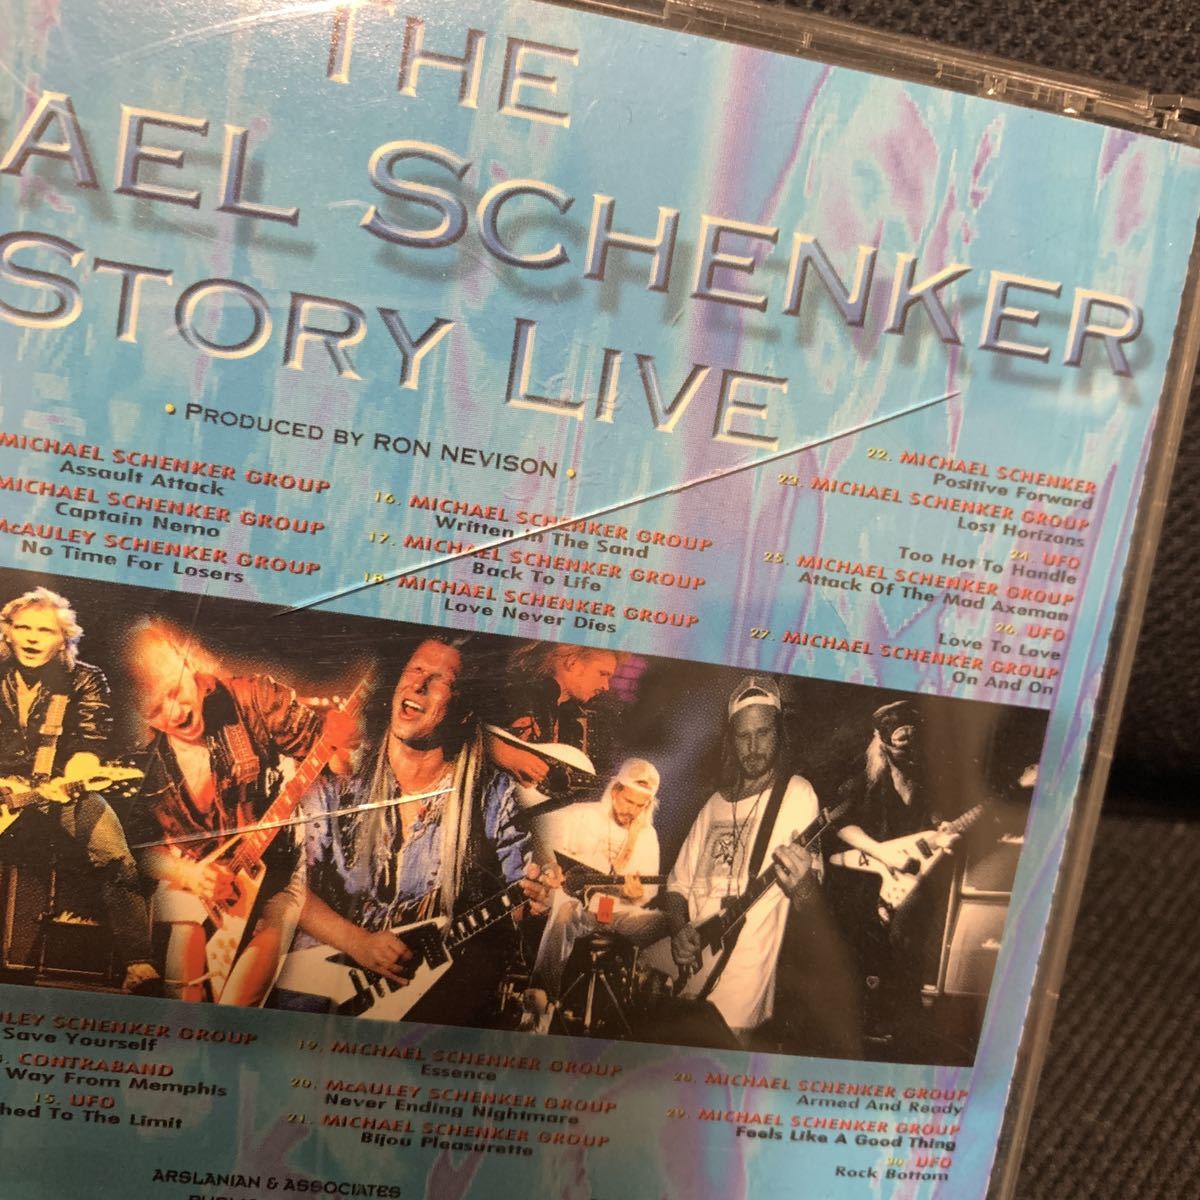 THE
AEL SCHENKER
STORY LIVE
• PRODUCED BY RON NEVISON •
MICHAEL SCHENKER GROUP
Assault Attack
MICHAEL SCHENKER GROUP
Captain Nemo
McAULEY SCHENKER GROUP
No Time For Losers
16. MICHAEL SCHENKER GROUP
Written In The Sand
17. MICHAEL SCHENKER GROUP
Back To Life
18. MICHAEL SCHENKER GROUP
Love Never Dies
22. MICHAEL SCHENKER
Positive Forward
23. MICHAEL SCHENKER GROUP
Lost Horizons
24. UFO
Too Hot To Handle
25. MICHAEL SCHENKER GROUP
Attack Of The Mad Axeman
26. UFO
Love To Love
27. MICHAEL SCHENKER GROUP
On And On
ULEY SCHENKER GROUP
Save Yourself
CONTRABAND
Way From Memphis
15. UFO
hed To The Limit
19. MICHAEL SCHENKER GROUP
Essence
20. McAULEY SCHENKER GROUP
Never Ending Nightmare
21. MICHAEL SCHENKER GROUP
Bijou Pleasurette
28. MICHAEL SCHENKER GROUP
Armed And Ready
29. MICHAEL SCHENKER GROUP
Feels Like A Good Thing
30. UFO
Rock Bottom
ARSLANIAN & ASSOCIATES